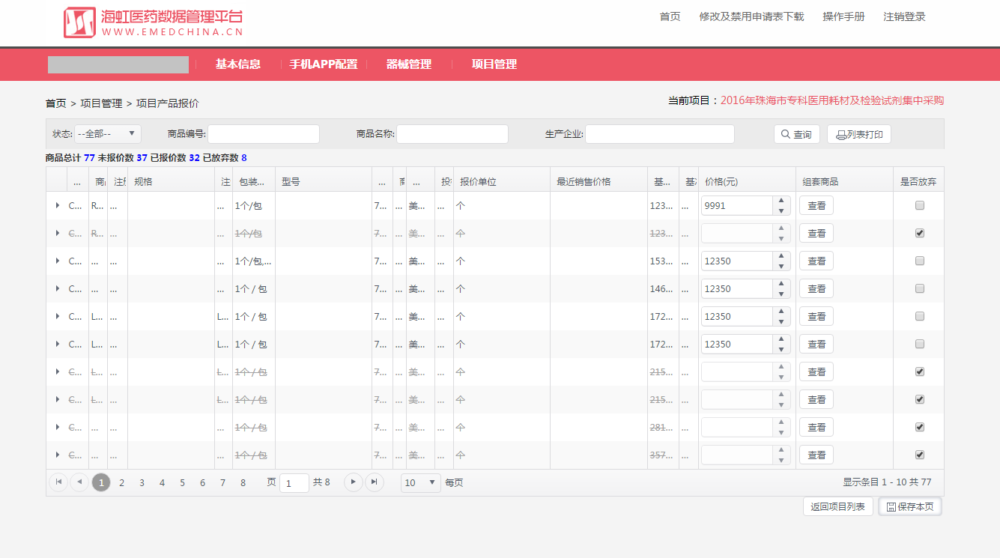 海虹医药数据管理平台
WWW.EMEDCHINA.CN
首页 修改及禁用申请表下载 操作手册 注销登录
基本信息 手机APP配置 器械管理 项目管理
首页 > 项目管理 > 项目产品报价
当前项目：2016年珠海市专科医用耗材及检验试剂集中采购
状态: --全部-- 商品编号: 商品名称: 生产企业: 查询 列表打印
商品总计 77 未报价数 37 已报价数 32 已放弃数 8
... 商 注册 规格 注 包装... 型号 ... 商 ... 投 报价单位 最近销售价格 基... 基准 价格(元) 组套商品 是否放弃
C... R... ... ... 1个/包 7... ... 美... ... 个 123... ... 9991 查看
C... R... ... ... 1个/包 7... ... 美... ... 个 123... ... 查看
C... ... ... ... 1个/包,... 7... ... 美... ... 个 153... ... 12350 查看
C... ... ... ... 1个 / 包 7... ... 美... ... 个 146... ... 12350 查看
C... L... ... L... 1个 / 包 7... ... 美... ... 个 172... ... 12350 查看
C... L... ... L... 1个 / 包 7... ... 美... ... 个 172... ... 12350 查看
C... L... ... L... 1个 / 包 7... ... 美... ... 个 215... ... 查看
C... L... ... L... 1个 / 包 7... ... 美... ... 个 215... ... 查看
C... ... ... ... 1个 / 包 7... ... 美... ... 个 281... ... 查看
C... ... ... ... 1个 / 包 7... ... 美... ... 个 357... ... 查看
1 2 3 4 5 6 7 8 页 1 共 8 10 每页 显示条目 1 - 10 共 77
返回项目列表 保存本页